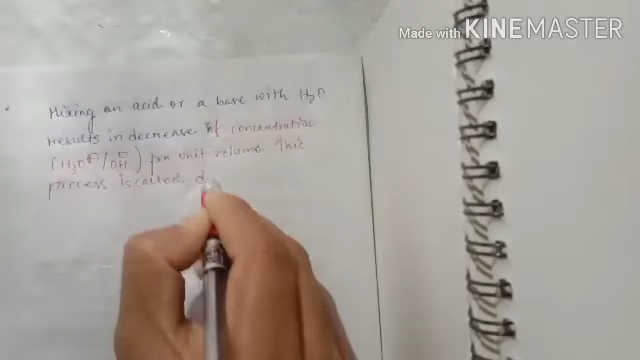 Made with KINEMASTER
Mixing an acid or a base with H₃O
results in decrease of concentration
(H₃O⊕/OH⊖) per unit volume. This
process is called d